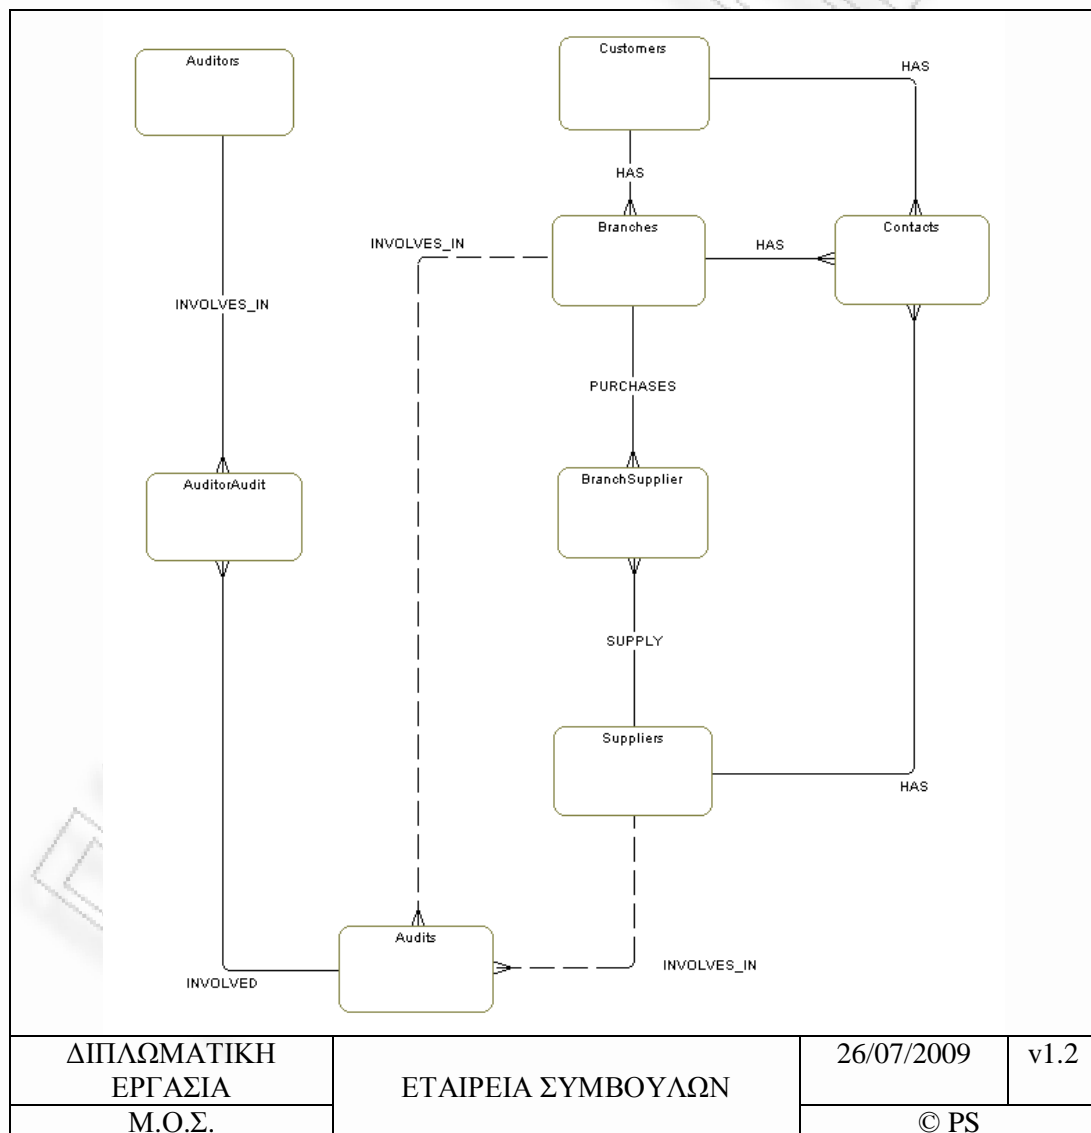 Customers
Auditors
HAS
HAS
Branches
Contacts
INVOLVES_IN
HAS
INVOLVES_IN
PURCHASES
AuditorAudit
BranchSupplier
SUPPLY
Suppliers
HAS
Audits
INVOLVES_IN
INVOLVED
ΔΙΠΛΩΜΑΤΙΚΗ
ΕΡΓΑΣΙΑ
ΕΤΑΙΡΕΙΑ ΣΥΜΒΟΥΛΩΝ
26/07/2009
v1.2
Μ.Ο.Σ.
© PS